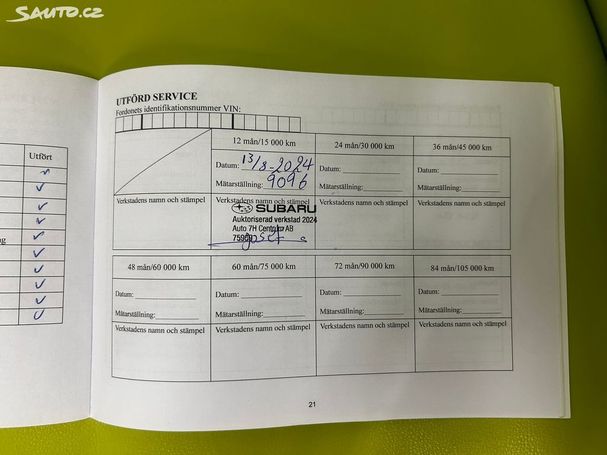 SAUTO.CZ
UTFÖRD SERVICE
Fordonets identifikationsnummer VIN:
Utfört
12 mån/15 000 km
24 mån/30 000 km
36 mån/45 000 km
Datum: 13/8-2024
Datum:
Datum:
Mätarställning: 9096
Mätarställning:
Mätarställning:
Verkstadens namn och stämpel
Verkstadens namn och stämpel
Verkstadens namn och stämpel
Verkstadens namn och stämpel
SUBARU
Auktoriserad verkstad 2024
Auto 7H Center AB
48 mån/60 000 km
60 mån/75 000 km
72 mån/90 000 km
84 mån/105 000 km
Datum:
Datum:
Datum:
Datum:
Mätarställning:
Mätarställning:
Mätarställning:
Mätarställning:
Verkstadens namn och stämpel
Verkstadens namn och stämpel
Verkstadens namn och stämpel
Verkstadens namn och stämpel
21